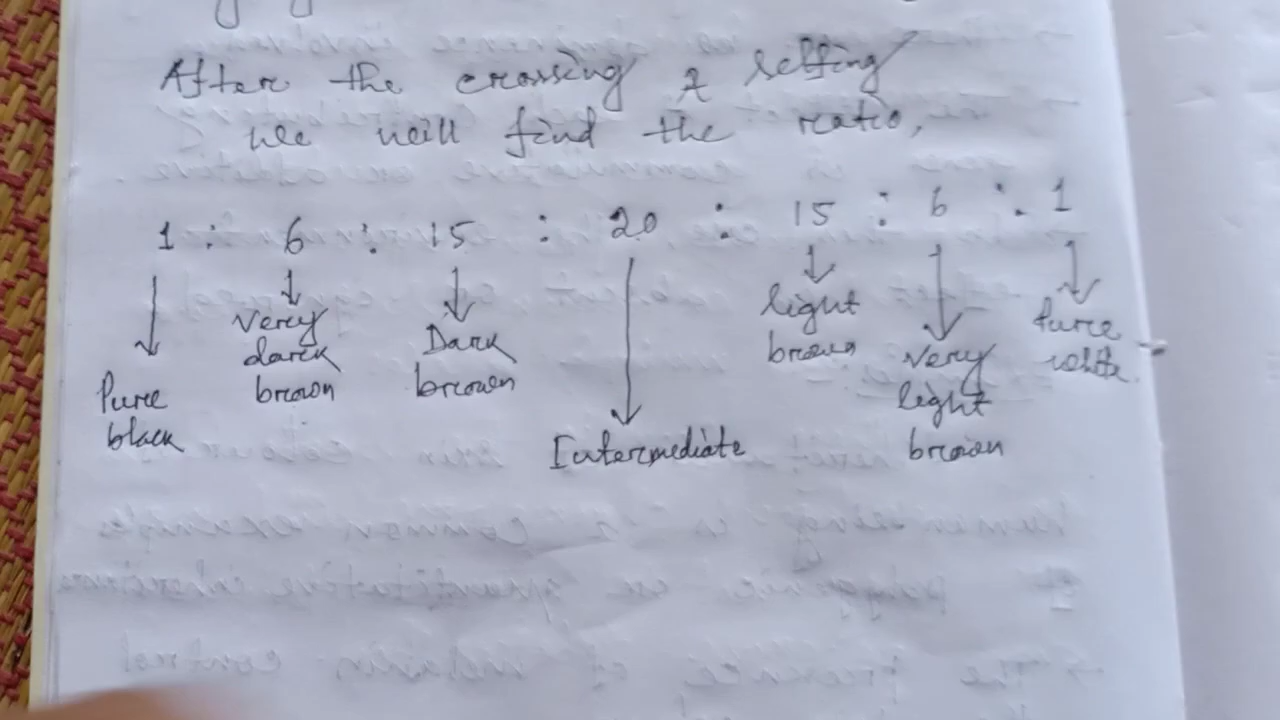 After the crossing & selfing
we will find the ratio,
1 : 6 : 15 : 20 : 15 : 6 : 1
Pure black
Very dark brown
Dark brown
Intermediate
light brown
Very light brown
Pure white